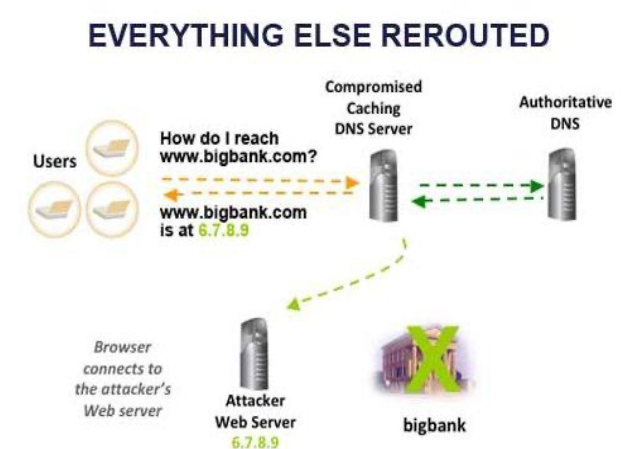 EVERYTHING ELSE REROUTED
Compromised
Caching
DNS Server
Authoritative
DNS
Users
How do I reach
www.bigbank.com?
www.bigbank.com
is at 6.7.8.9
Browser
connects to
the attacker's
Web server
Attacker
Web Server
6.7.8.9
X
bigbank